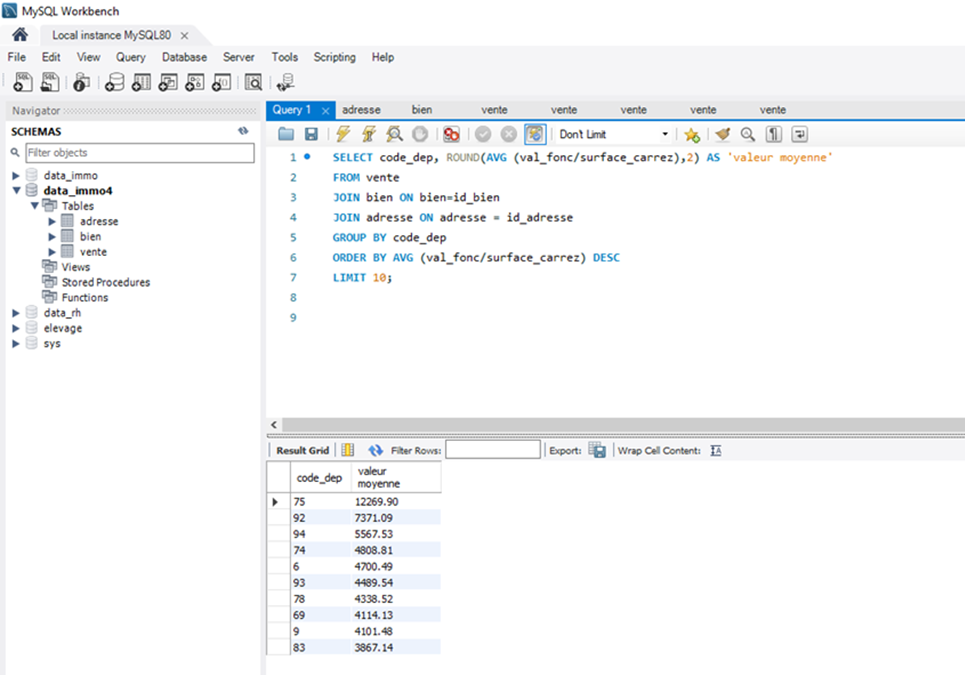 MySQL Workbench
Local instance MySQL80
File Edit View Query Database Server Tools Scripting Help
Navigator
SCHEMAS
Filter objects
data_immo
data_immo4
Tables
adresse
bien
vente
Views
Stored Procedures
Functions
data_rh
elevage
sys
Query 1 adresse bien vente vente vente vente vente
Don't Limit
1 SELECT code_dep, ROUND(AVG (val_fonc/surface_carrez),2) AS 'valeur moyenne'
2 FROM vente
3 JOIN bien ON bien=id_bien
4 JOIN adresse ON adresse = id_adresse
5 GROUP BY code_dep
6 ORDER BY AVG (val_fonc/surface_carrez) DESC
7 LIMIT 10;
8
9
Result Grid Filter Rows: Export: Wrap Cell Content:
code_dep valeur moyenne
75 12269.90
92 7371.09
94 5567.53
74 4808.81
6 4700.49
93 4489.54
78 4338.52
69 4114.13
9 4101.48
83 3867.14